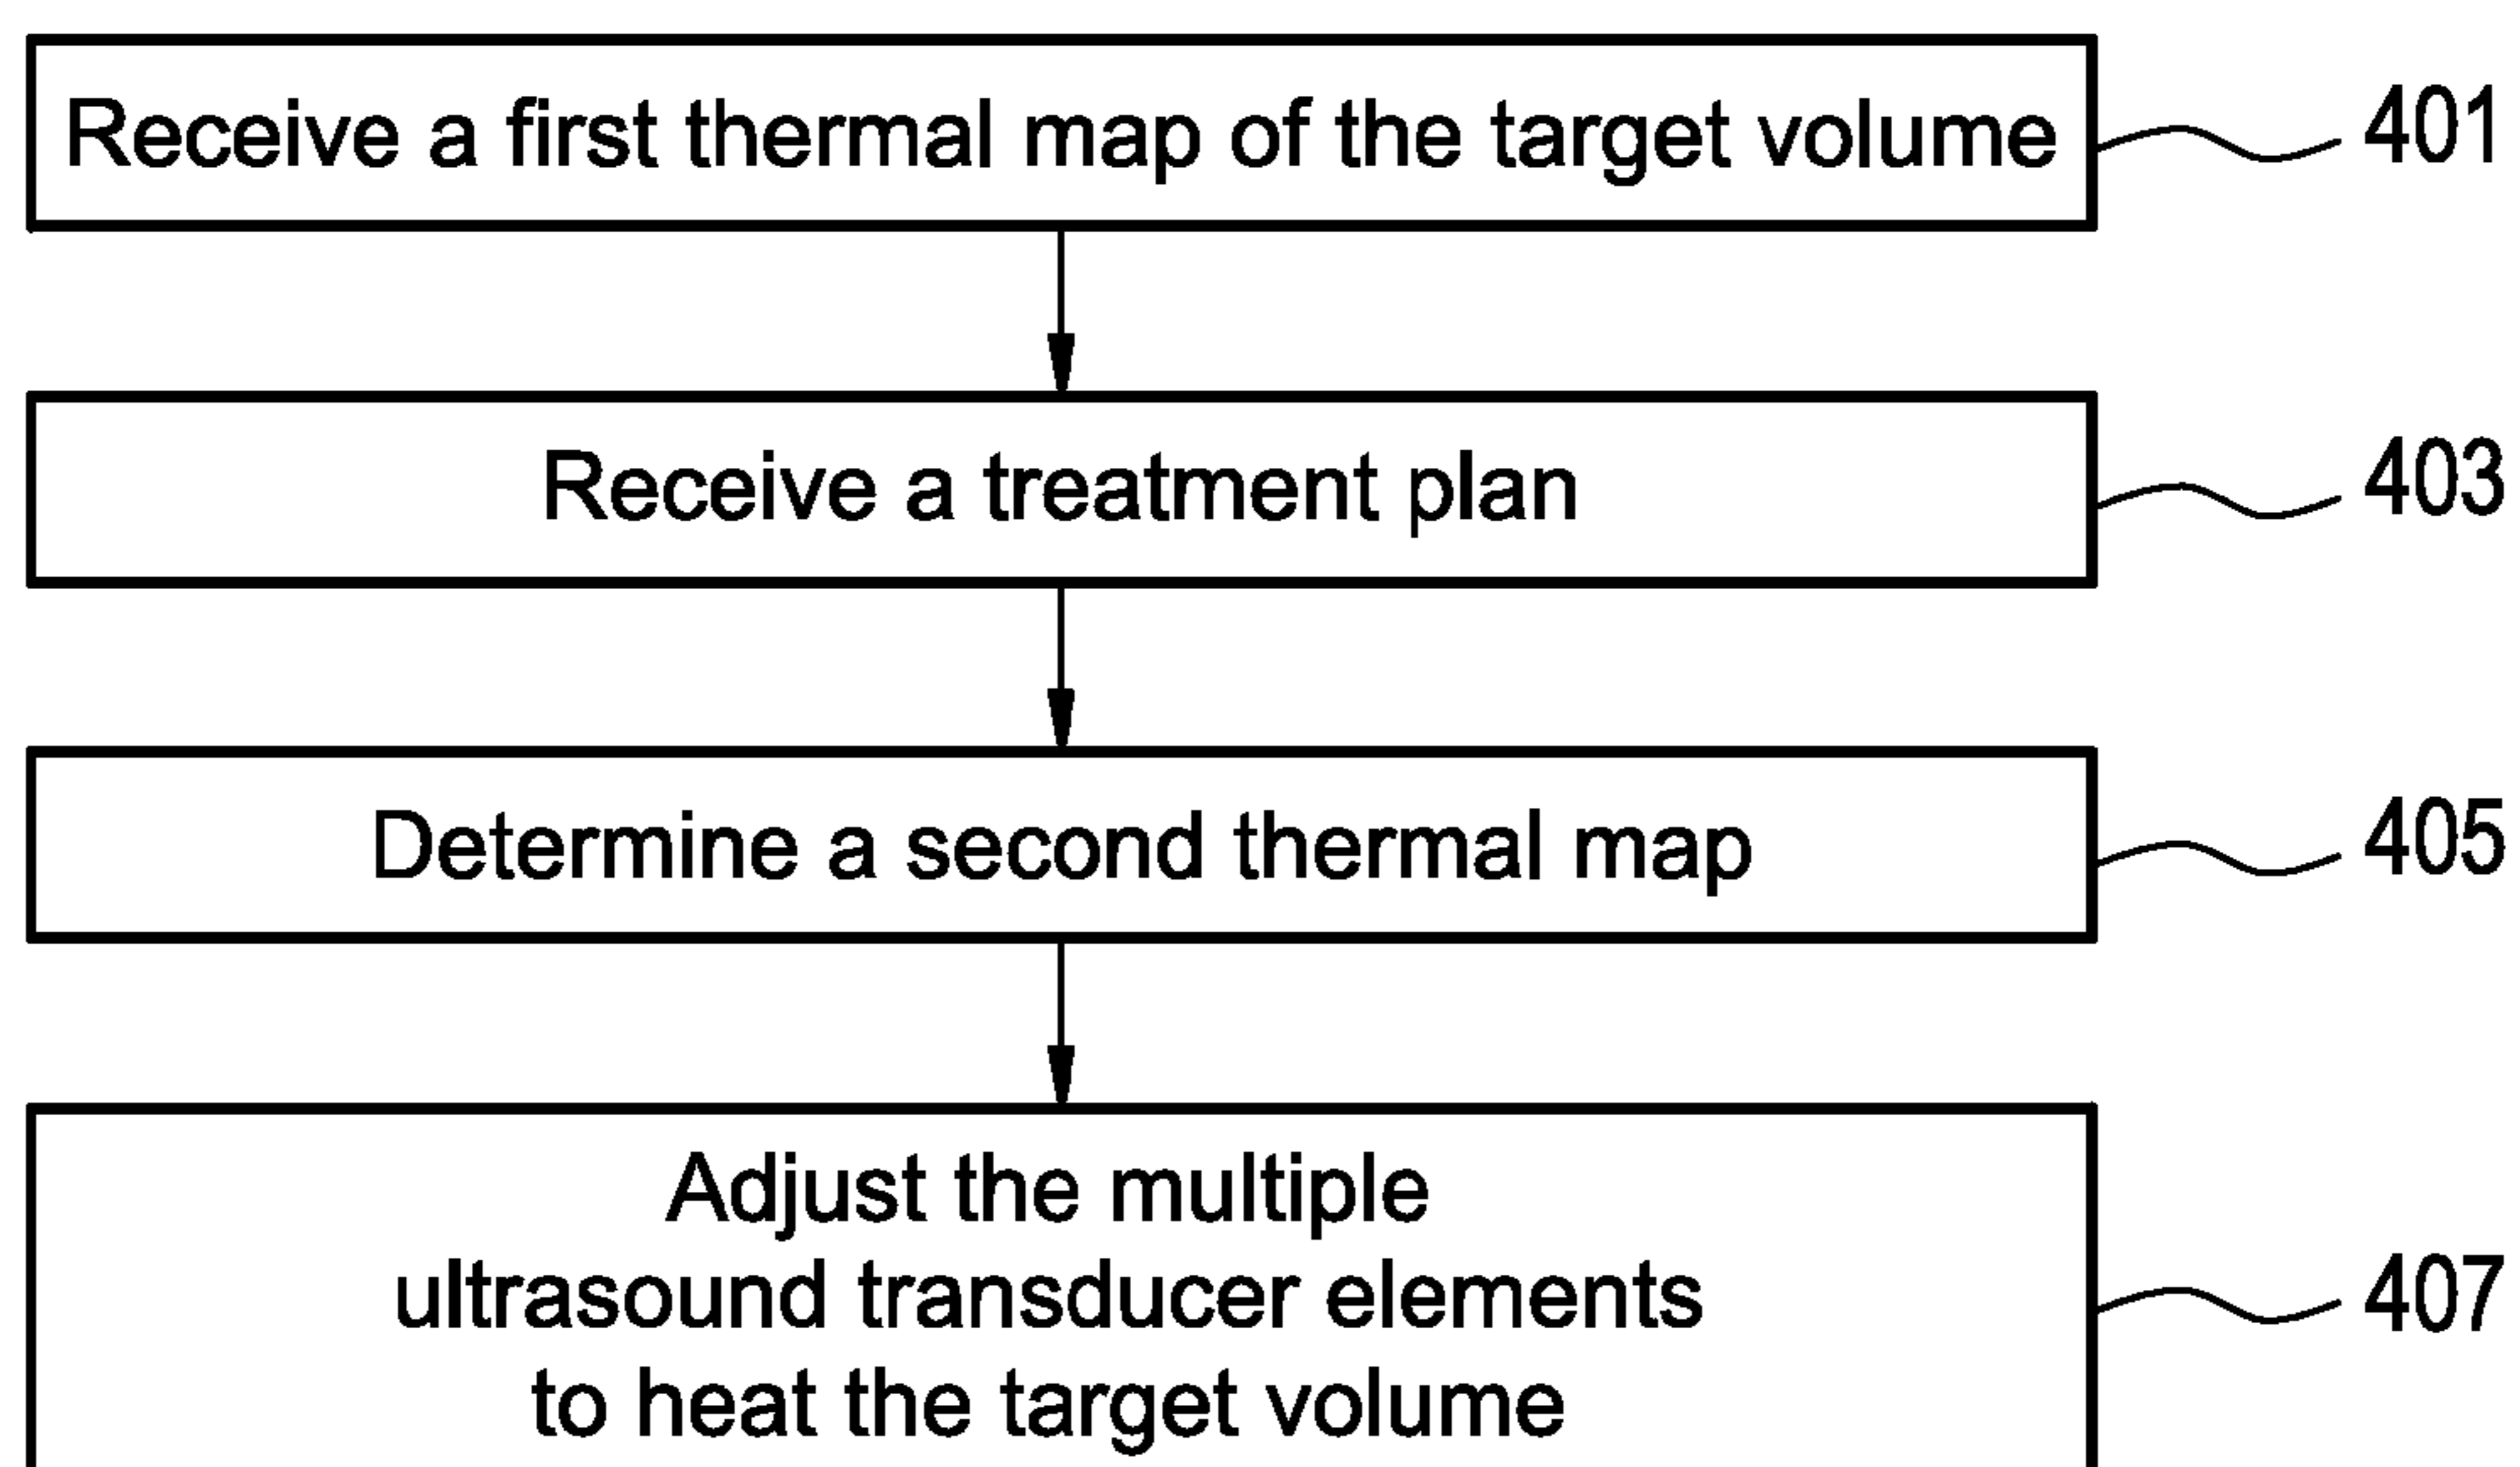 Receive a first thermal map of the target volume 401
Receive a treatment plan 403
Determine a second thermal map 405
Adjust the multiple
ultrasound transducer elements 407
to heat the target volume